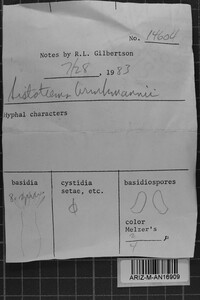 No. 14604
Notes by R.L. Gilbertson
7/28, 1983
Hyphal characters
basidia
cystidia
setae, etc.
basidiospores
color
Melzer's
μ
ARIZ-M-AN16909